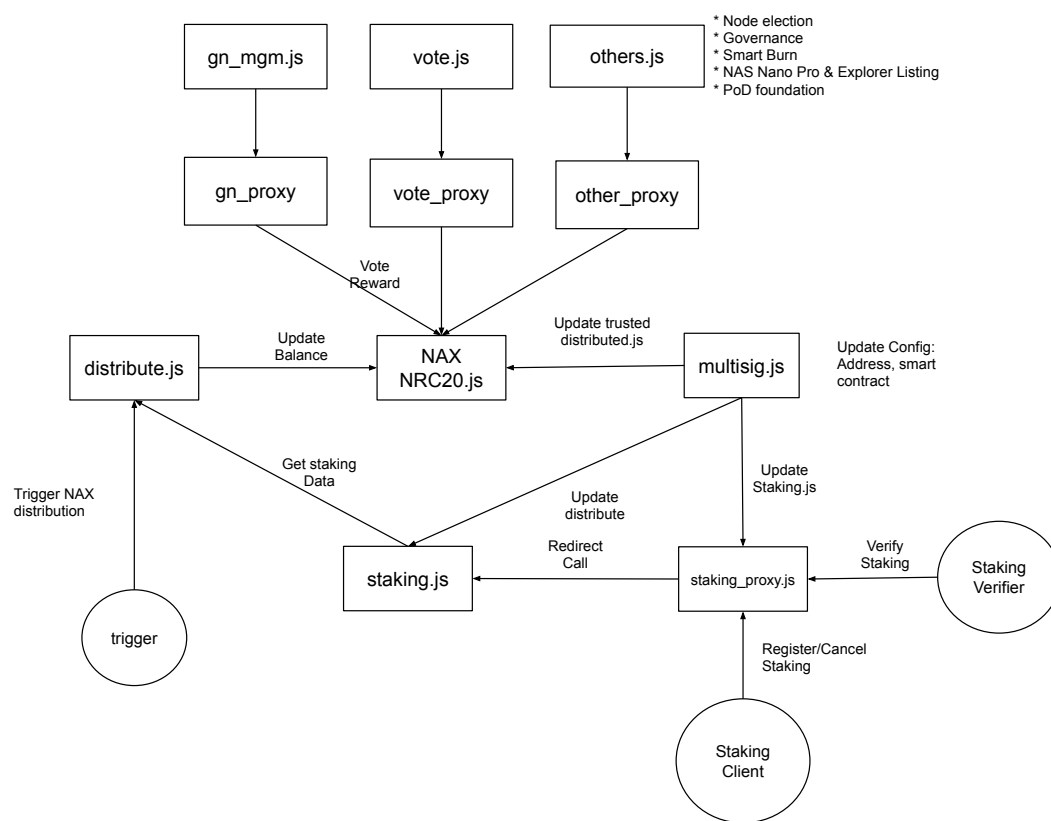 gn_mgm.js
vote.js
others.js
* Node election
* Governance
* Smart Burn
* NAS Nano Pro & Explorer Listing
* PoD foundation
gn_proxy
vote_proxy
other_proxy
Vote
Reward
distribute.js
Update
Balance
NAX
NRC20.js
Update trusted
distributed.js
multisig.js
Update Config:
Address, smart
contract
Trigger NAX
distribution
Get staking
Data
Update
distribute
Update
Staking.js
staking.js
Redirect
Call
staking_proxy.js
Verify
Staking
Staking
Verifier
trigger
Register/Cancel
Staking
Staking
Client